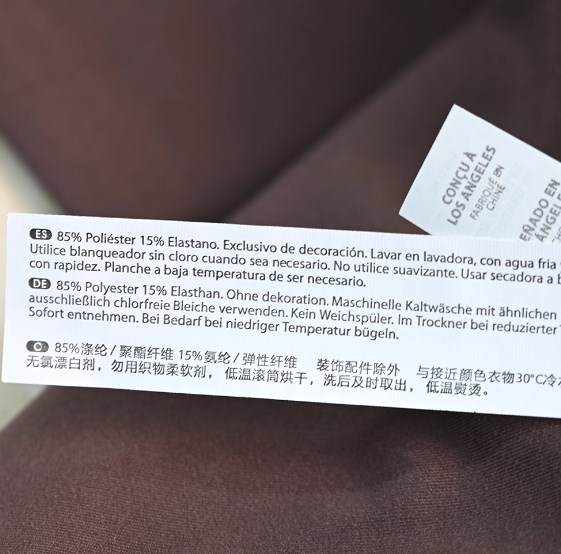 CONÇU À
LOS ANGELES
FABRIQUÉ EN
CHINE
EÑADO EN
ANGEL
ES 85% Poliéster 15% Elastano. Exclusivo de decoración. Lavar en lavadora, con agua fría
Utilice blanqueador sin cloro cuando sea necesario. No utilice suavizante. Usar secadora a b
con rapidez. Planche a baja temperatura de ser necesario.
DE 85% Polyester 15% Elasthan. Ohne dekoration. Maschinelle Kaltwäsche mit ähnlichen
ausschließlich chlorfreie Bleiche verwenden. Kein Weichspüler. Im Trockner bei reduzierter
Sofort entnehmen. Bei Bedarf bei niedriger Temperatur bügeln.
85%涤纶/聚酯纤维 15%氨纶/弹性纤维 装饰配件除外 与接近颜色衣物30°C冷水
无氯漂白剂，勿用织物柔软剂，低温滚筒烘干，洗后及时取出，低温熨烫。